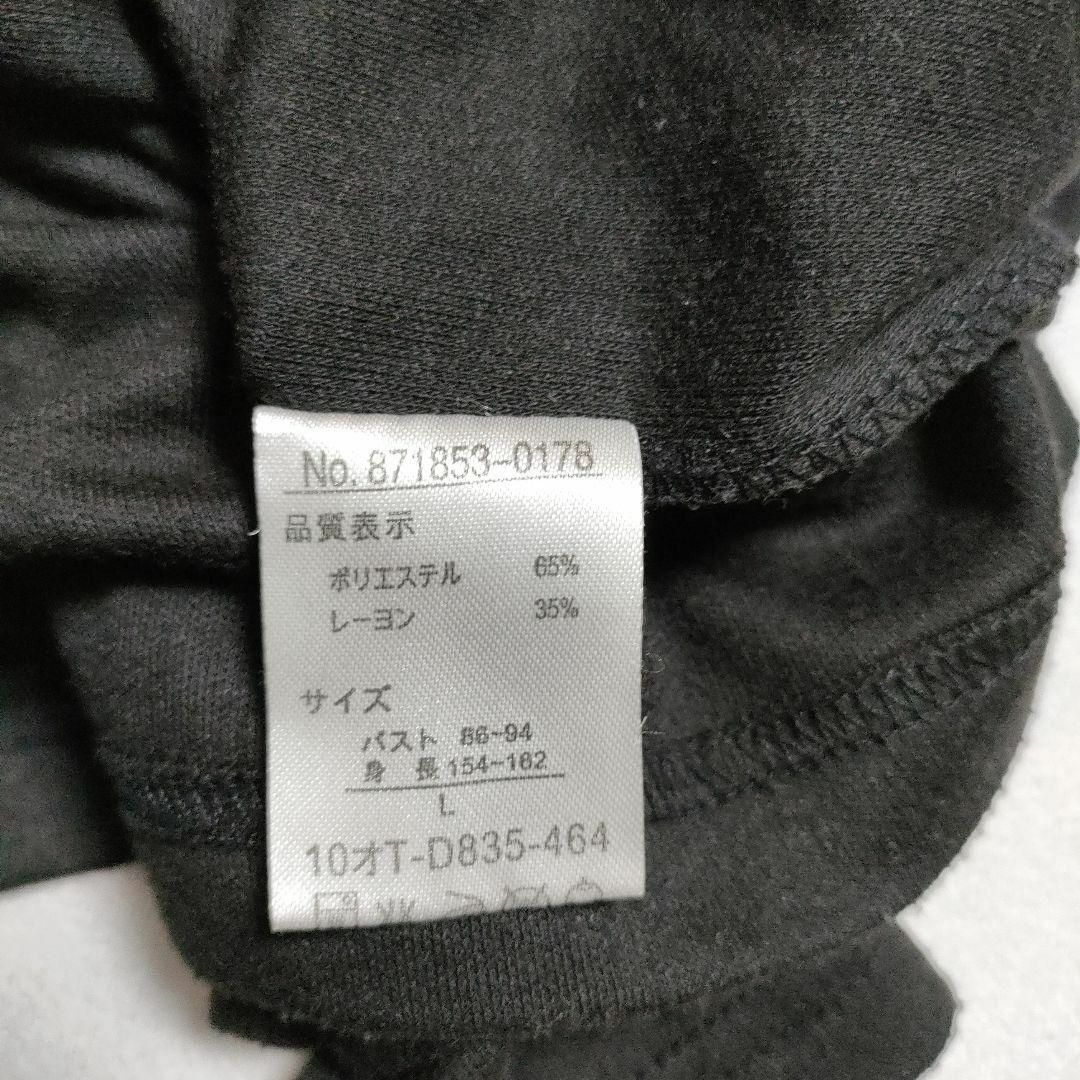 No. 871853-0178
品質表示
ポリエステル 65%
レーヨン 35%
サイズ
バスト 86~94
身 長 154~162
L
10オT-D835-464